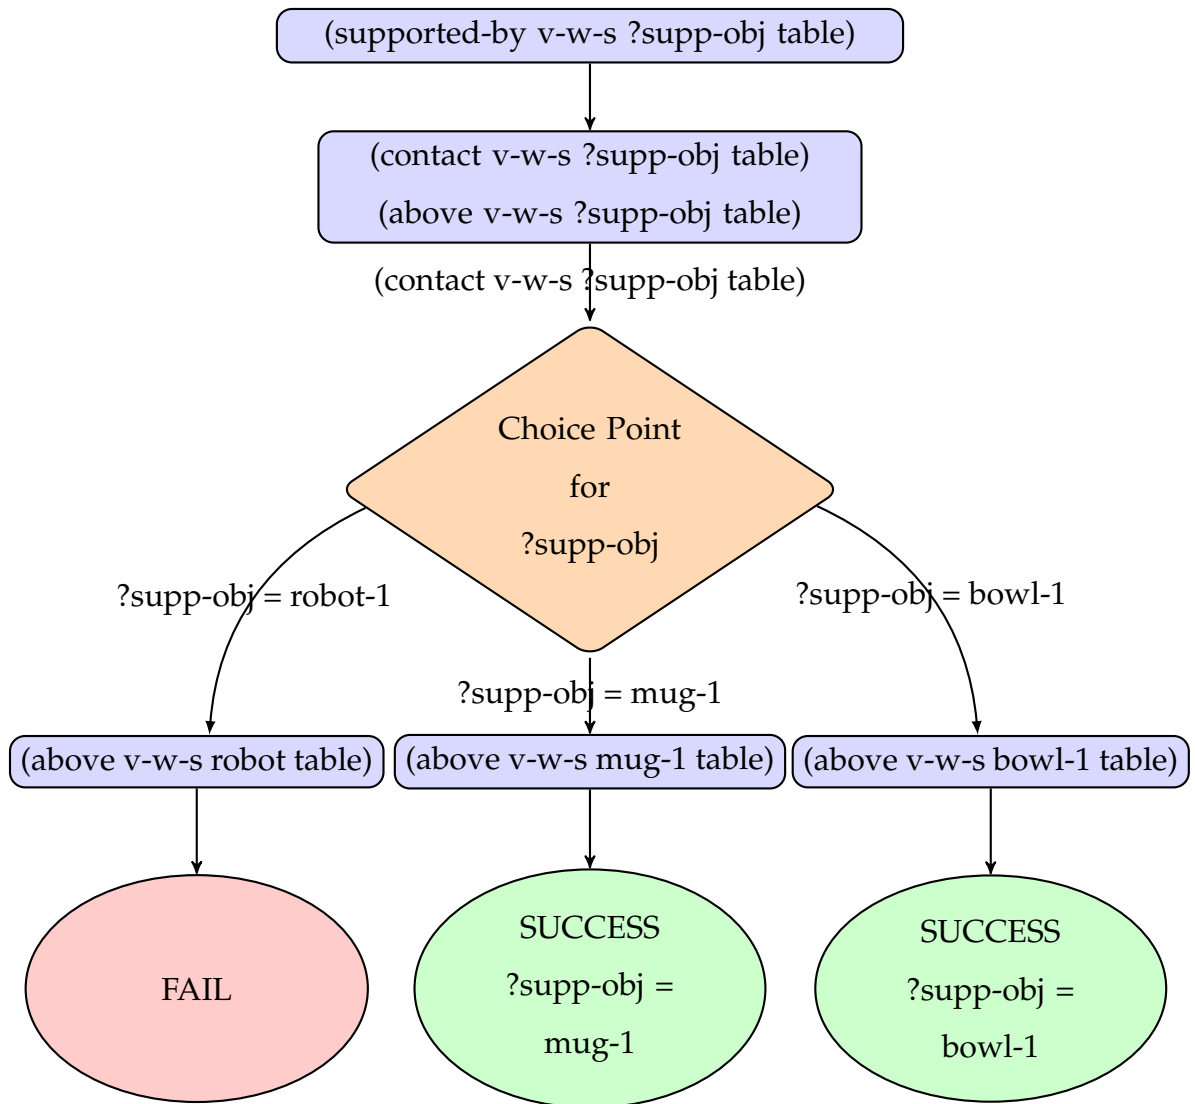 (supported-by v-w-s ?supp-obj table)
(contact v-w-s ?supp-obj table)
(above v-w-s ?supp-obj table)
(contact v-w-s ?supp-obj table)
Choice Point
for
?supp-obj
?supp-obj = robot-1
?supp-obj = bowl-1
?supp-obj = mug-1
(above v-w-s robot table)
(above v-w-s mug-1 table)
(above v-w-s bowl-1 table)
FAIL
SUCCESS
?supp-obj =
mug-1
SUCCESS
?supp-obj =
bowl-1